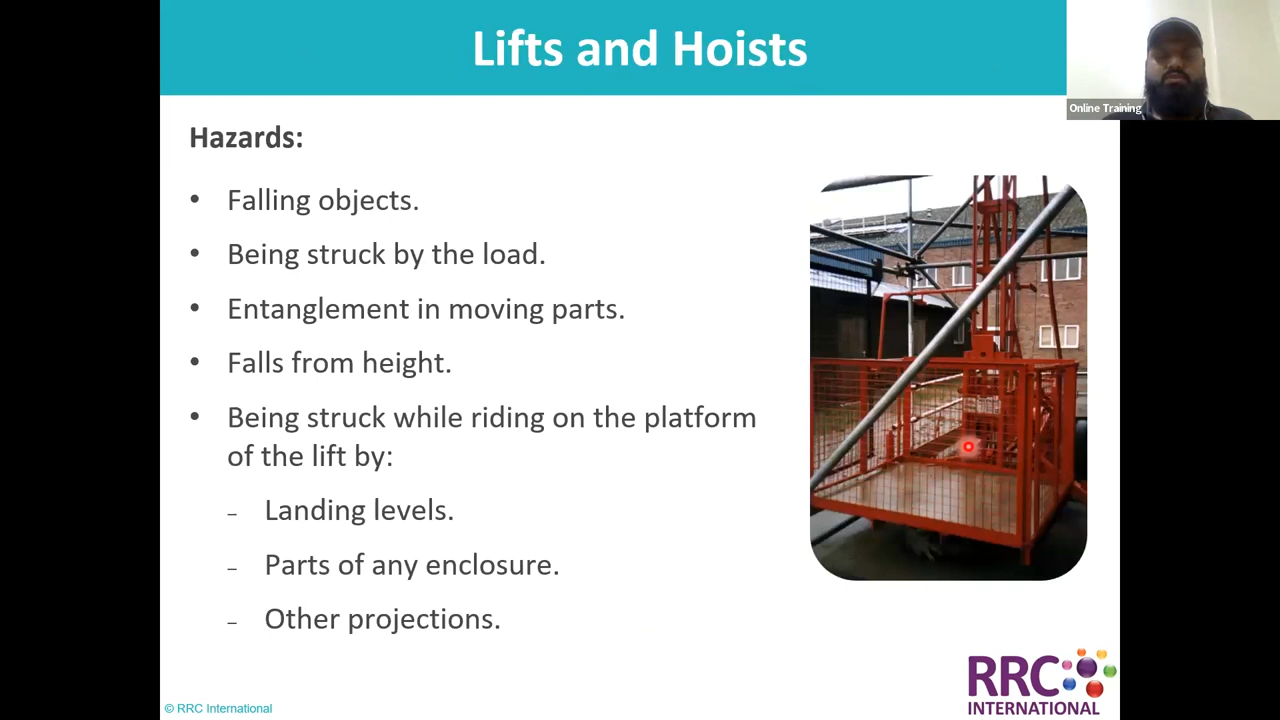 Lifts and Hoists
Online Training
Hazards:
• Falling objects.
• Being struck by the load.
• Entanglement in moving parts.
• Falls from height.
• Being struck while riding on the platform
of the lift by:
– Landing levels.
– Parts of any enclosure.
– Other projections.
RRC
INTERNATIONAL
© RRC International